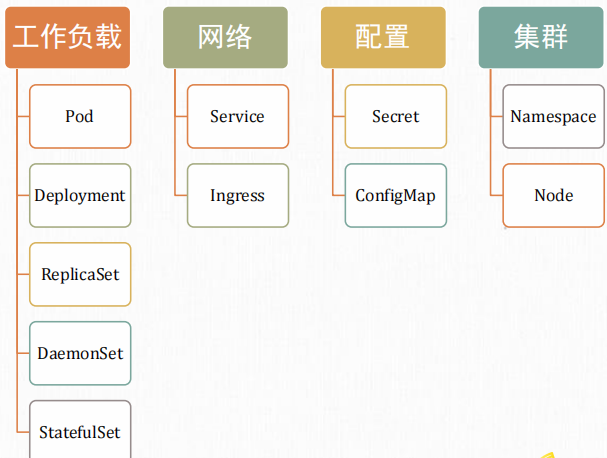 工作负载
Pod
Deployment
ReplicaSet
DaemonSet
StatefulSet
网络
Service
Ingress
配置
Secret
ConfigMap
集群
Namespace
Node